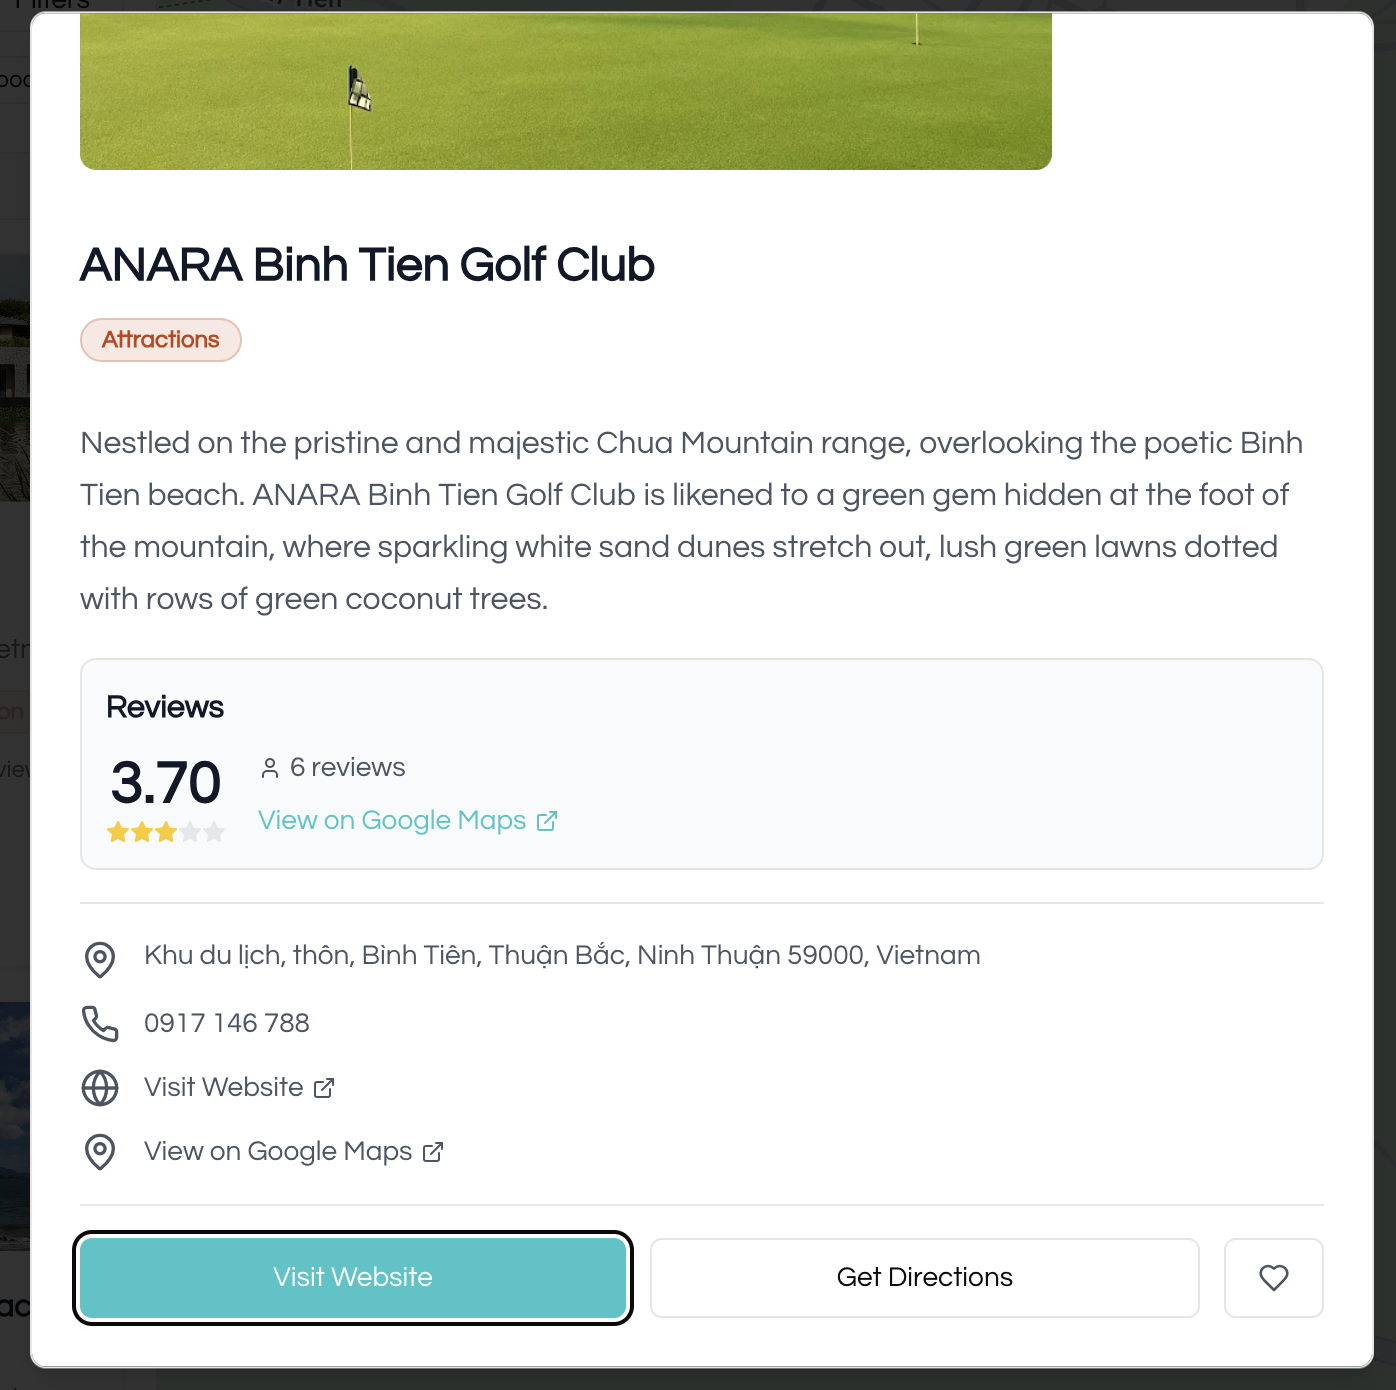 Filters
Tien
ANARA Binh Tien Golf Club
Attractions
Nestled on the pristine and majestic Chua Mountain range, overlooking the poetic Binh
Tien beach. ANARA Binh Tien Golf Club is likened to a green gem hidden at the foot of
the mountain, where sparkling white sand dunes stretch out, lush green lawns dotted
with rows of green coconut trees.
Reviews
3.70
6 reviews
View on Google Maps
Khu du lịch, thôn, Bình Tiên, Thuận Bắc, Ninh Thuận 59000, Vietnam
0917 146 788
Visit Website
View on Google Maps
Visit Website
Get Directions